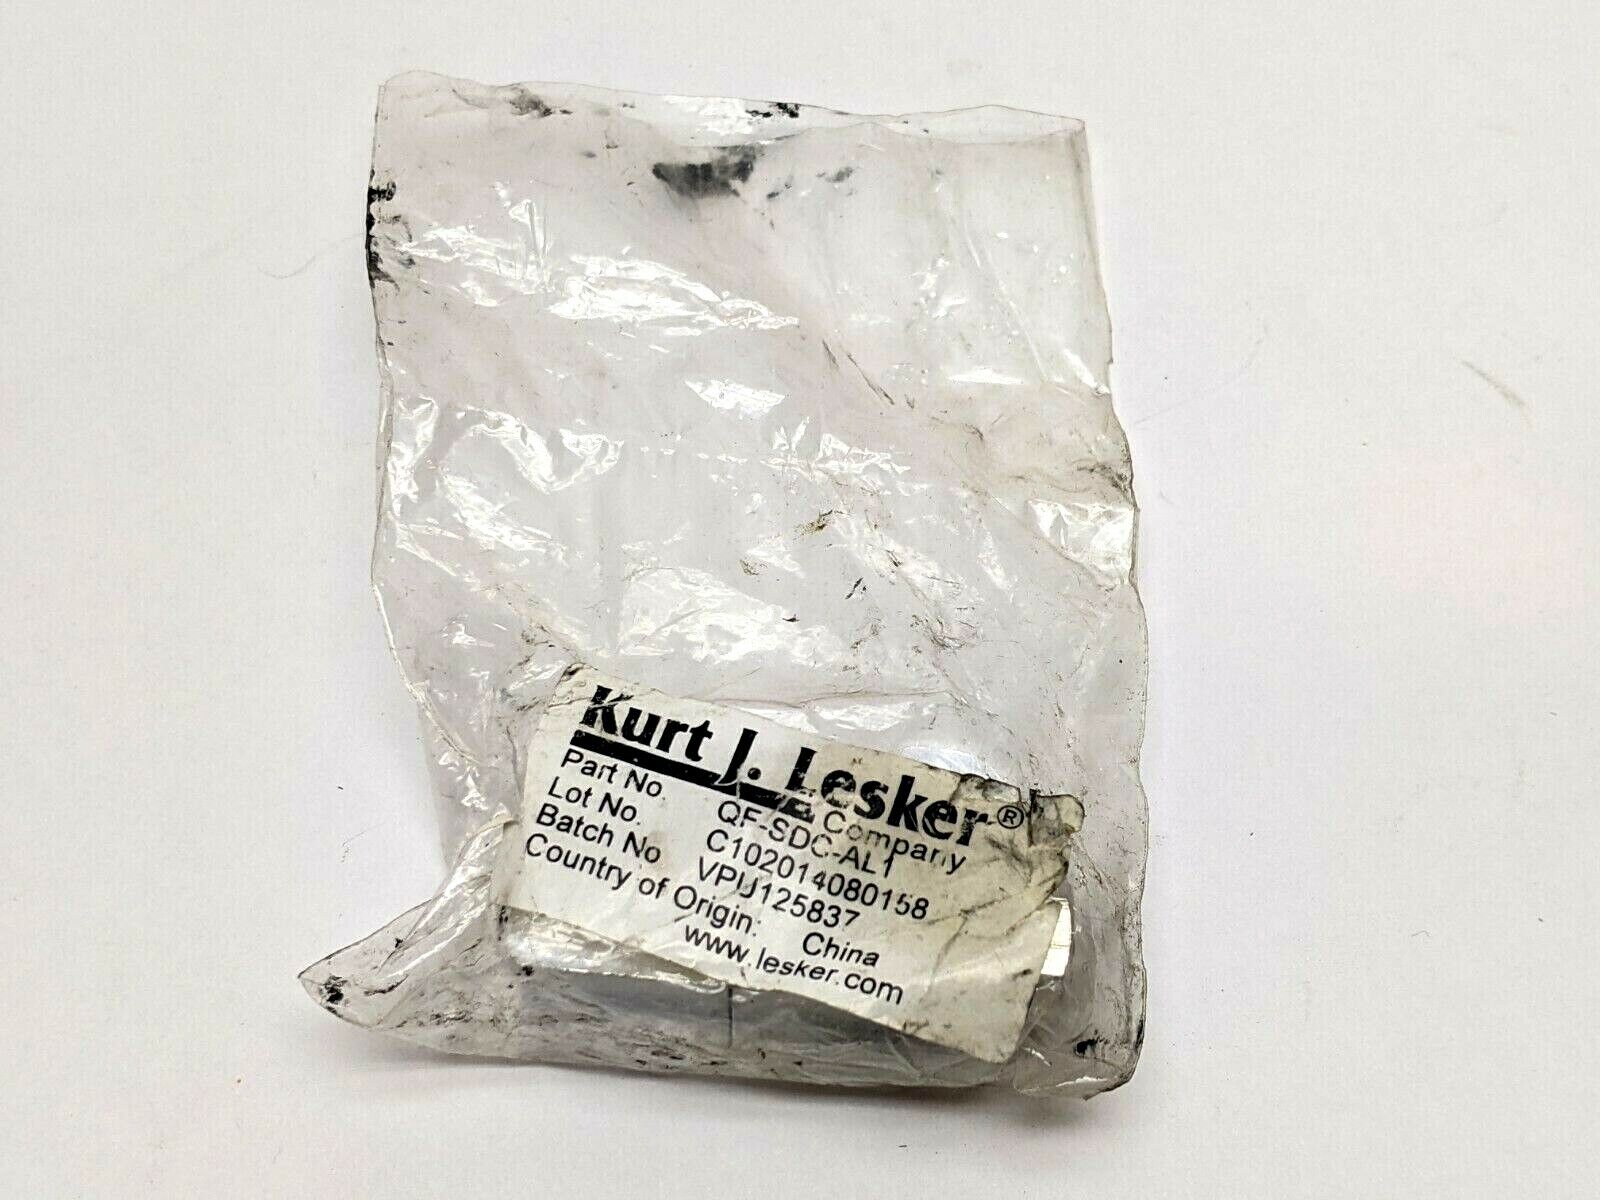 Kurt J. Lesker®
Company
Part No. QF-SDC-AL1
Lot No. C102014080158
Batch No VPIJ125837
Country of Origin: China
www.lesker.com